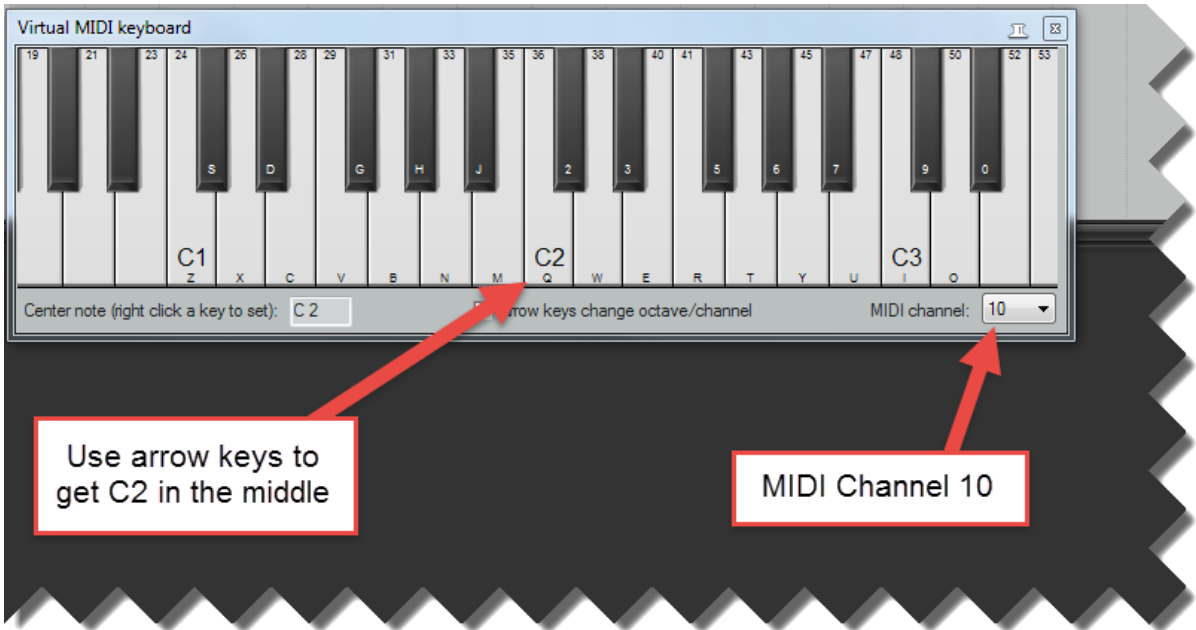 Virtual MIDI keyboard
19 21 23 24 26 28 29 31 33 35 36 38 40 41 43 45 47 48 50 52 53
S D G H J 2 3 5 6 7 9 0
C1 C2 C3
Z X C V B N M Q W E R T Y U I O
Center note (right click a key to set): C 2 rrow keys change octave/channel MIDI channel: 10
Use arrow keys to
get C2 in the middle
MIDI Channel 10